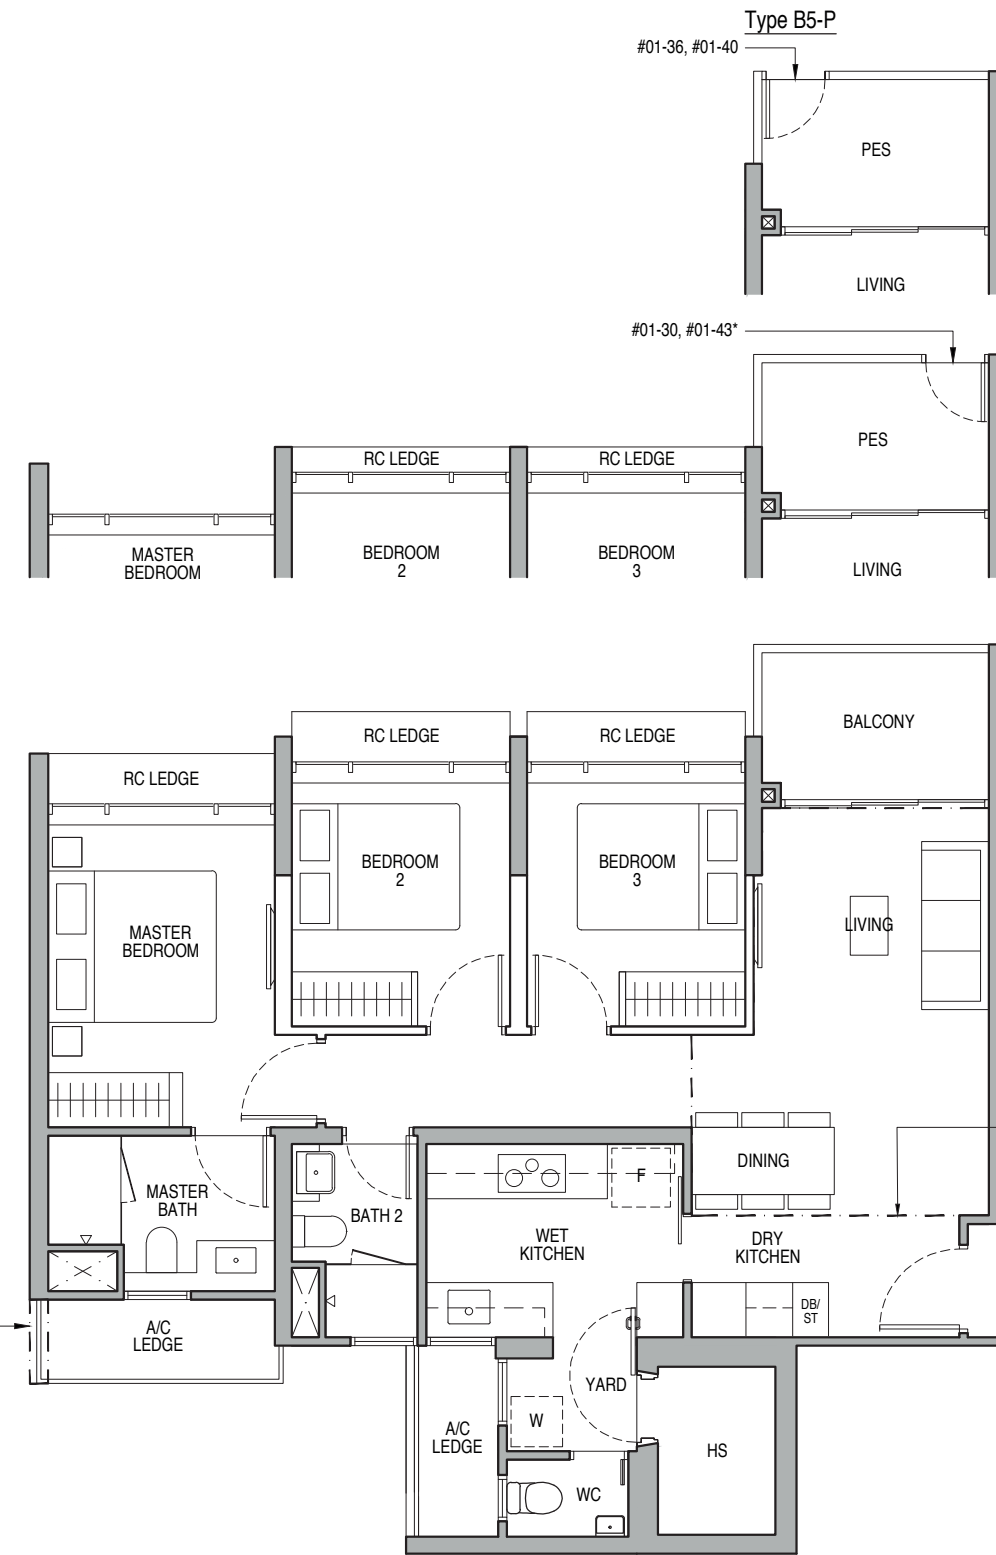 Type B5-P
#01-36, #01-40
PES
LIVING
#01-30, #01-43*
PES
LIVING
RC LEDGE
RC LEDGE
MASTER
BEDROOM
BEDROOM
2
BEDROOM
3
BALCONY
RC LEDGE
RC LEDGE
RC LEDGE
MASTER
BEDROOM
BEDROOM
2
BEDROOM
3
LIVING
DINING
MASTER
BATH
BATH 2
F
WET
KITCHEN
DRY
KITCHEN
DB/
ST
A/C
LEDGE
A/C
LEDGE
YARD
W
HS
WC